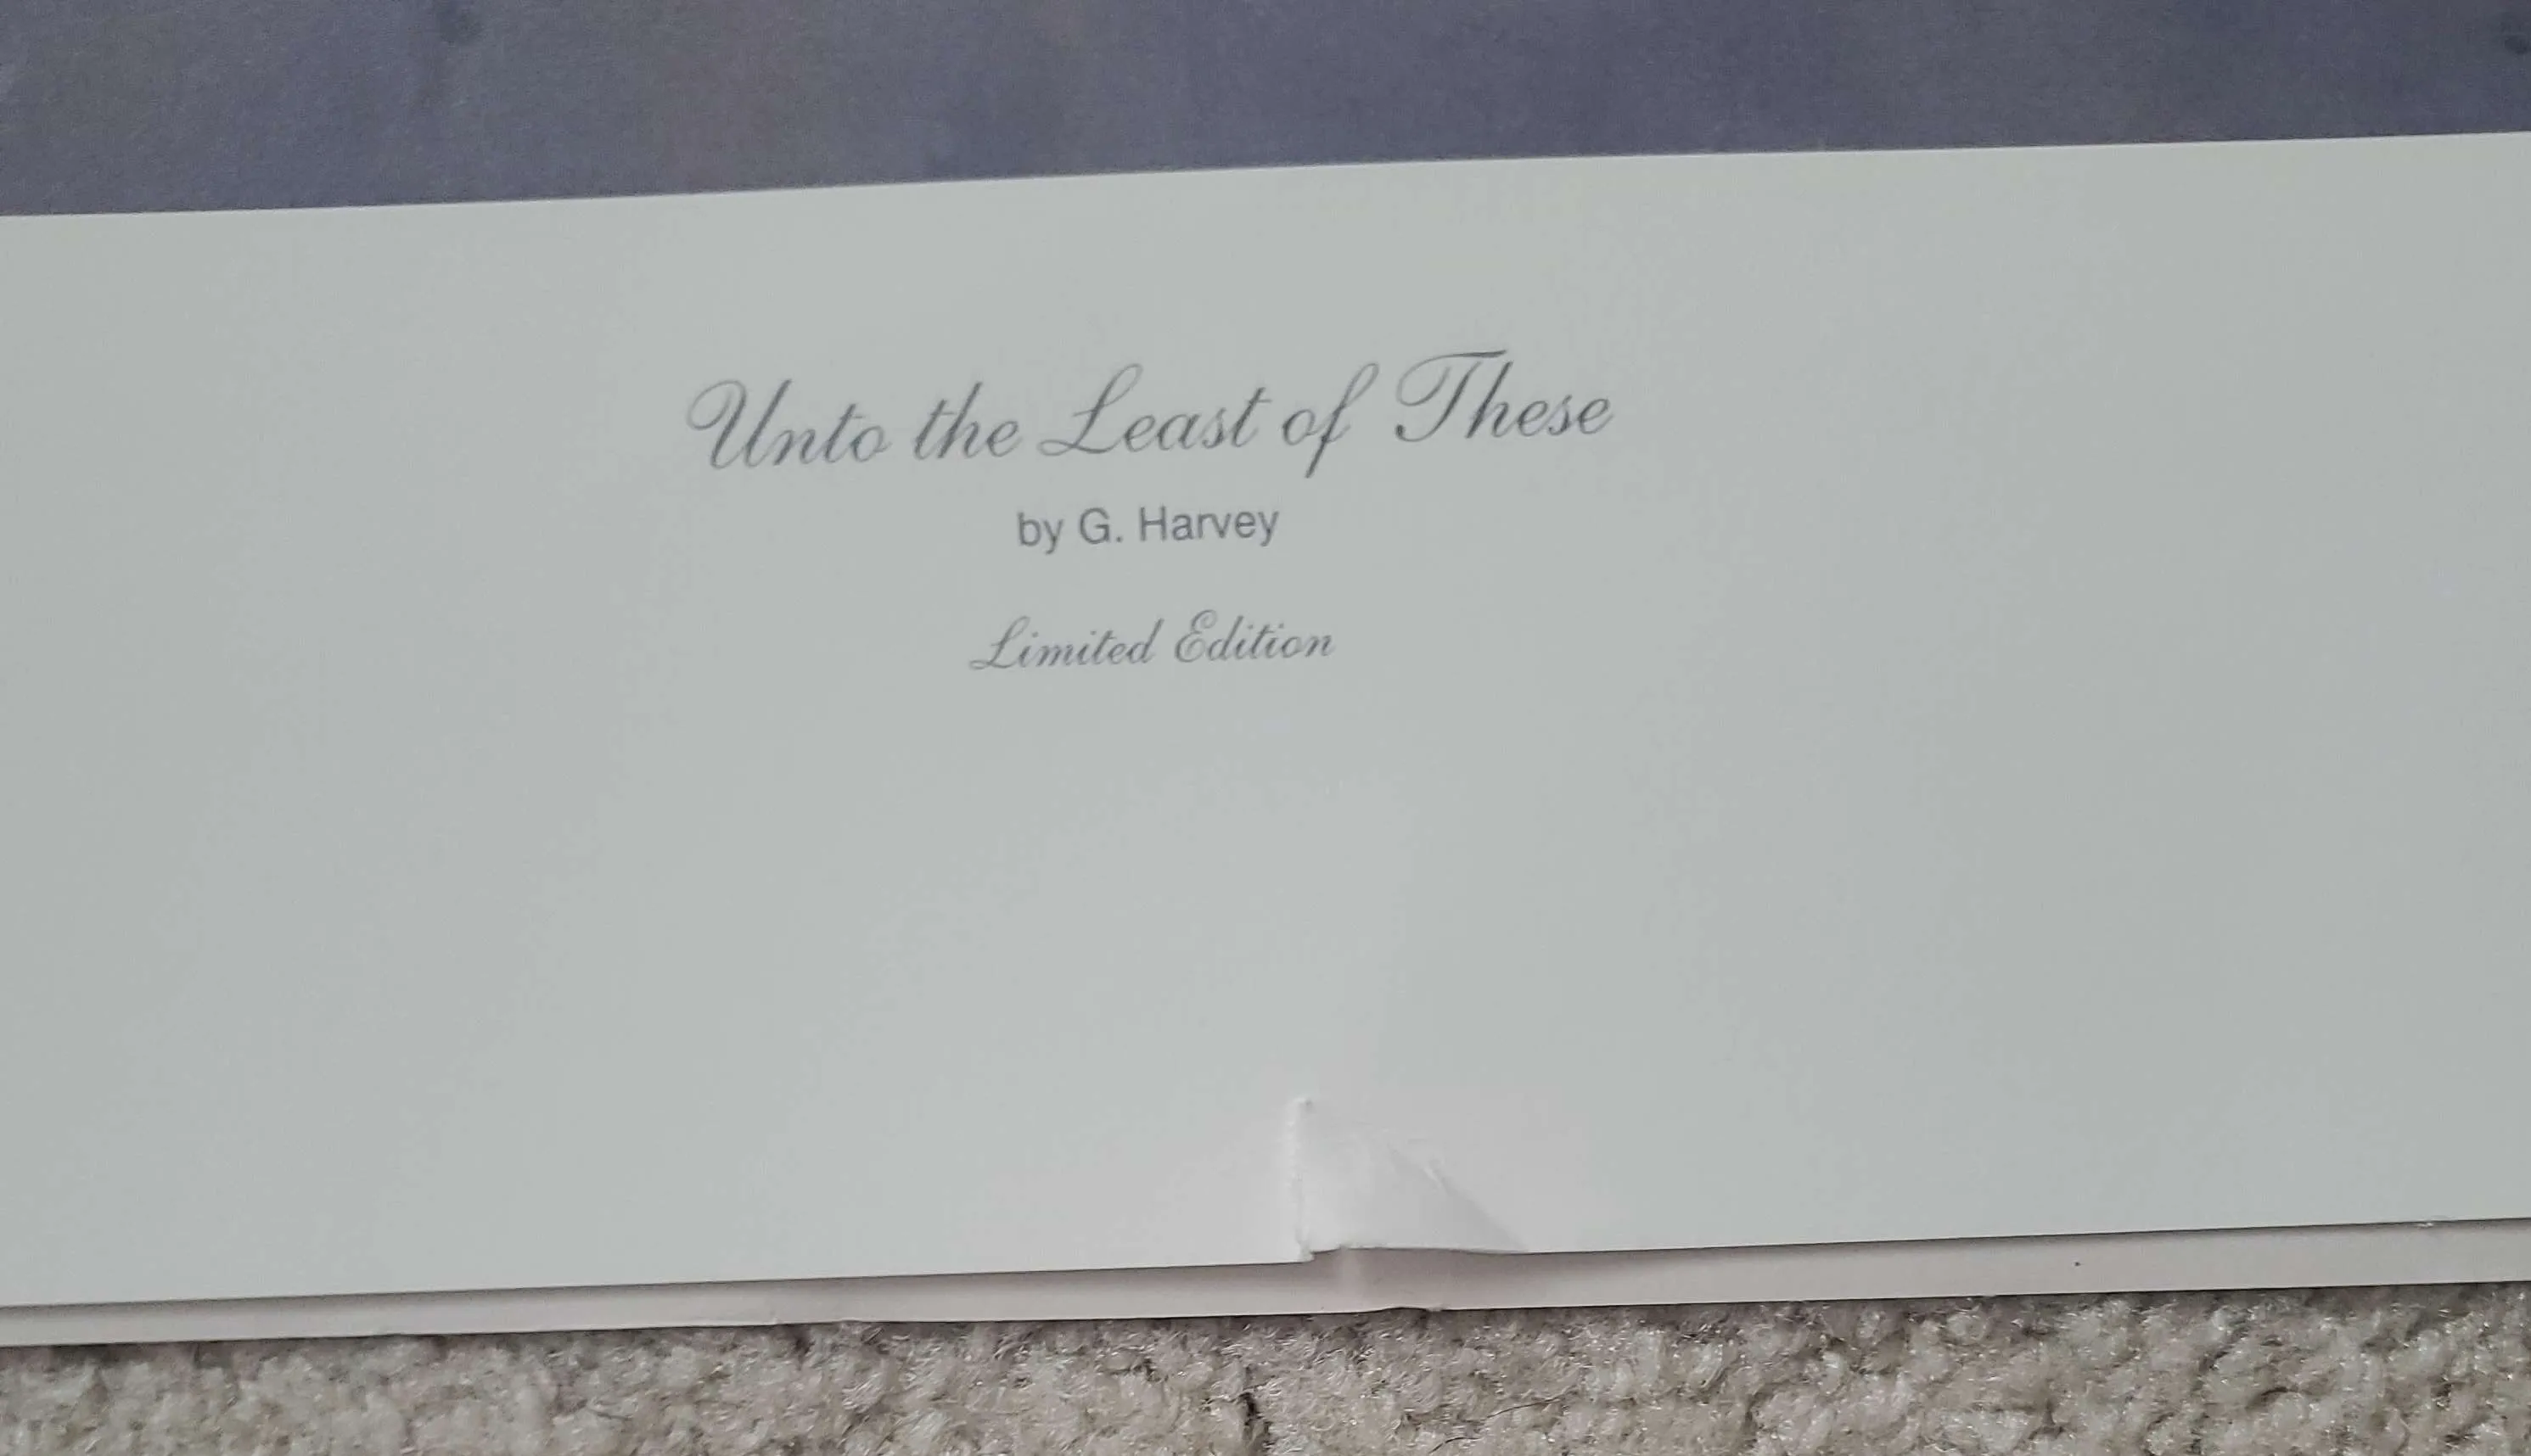 Unto the Least of These
by G. Harvey
Limited Edition